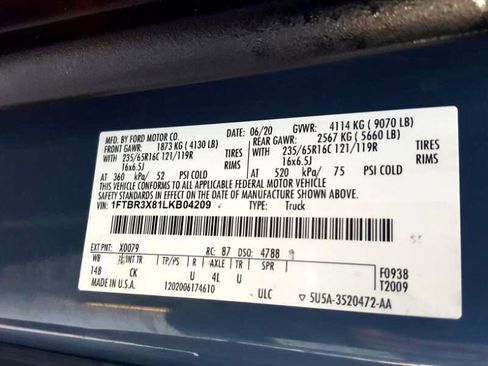 MFD. BY FORD MOTOR CO. DATE: 06/20 GVWR: 4114 KG ( 9070 LB)
FRONT GAWR: 1873 KG ( 4130 LB) REAR GAWR: 2567 KG ( 5660 LB)
WITH 235/65R16C 121/119R TIRES WITH 235/65R16C 121/119R TIRES
16x6.5J RIMS 16x6.5J RIMS
AT 360 kPa/ 52 PSI COLD AT 520 kPa/ 75 PSI COLD
THIS VEHICLE CONFORMS TO ALL APPLICABLE FEDERAL MOTOR VEHICLE
SAFETY STANDARDS IN EFFECT ON THE DATE OF MANUFACTURE SHOWN ABOVE.
VIN: 1FTBR3X81LKB04209 TYPE: Truck
EXT PNT: X0079 RC: 87 DSO: 4788
WB INT TR TP/PS R AXLE TR SPR F0938
148 CK U 4L U T2009
MADE IN U.S.A. 1202006174610 ULC 5U5A-3520472-AA